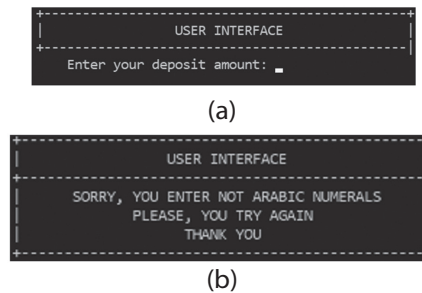 USER INTERFACE
Enter your deposit amount:
(a)
USER INTERFACE
SORRY, YOU ENTER NOT ARABIC NUMERALS
PLEASE, YOU TRY AGAIN
THANK YOU
(b)